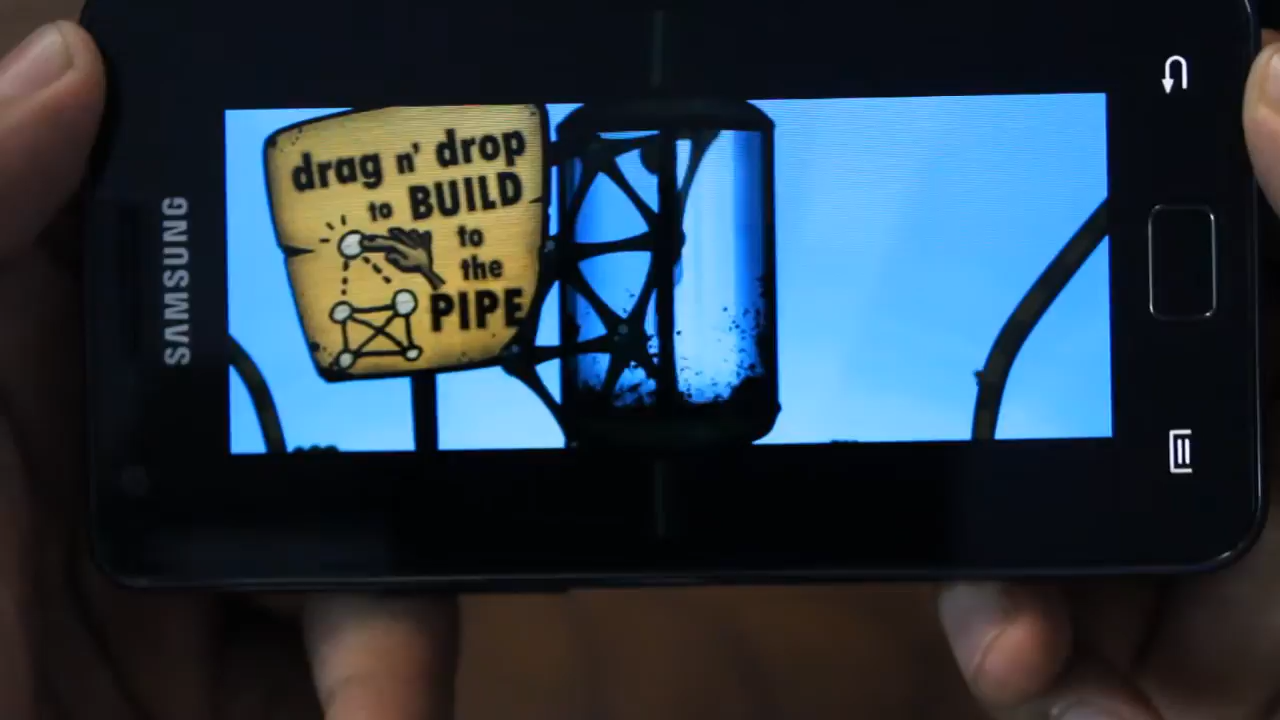 SAMSUNG
drag n' drop
to BUILD
to
the
PIPE